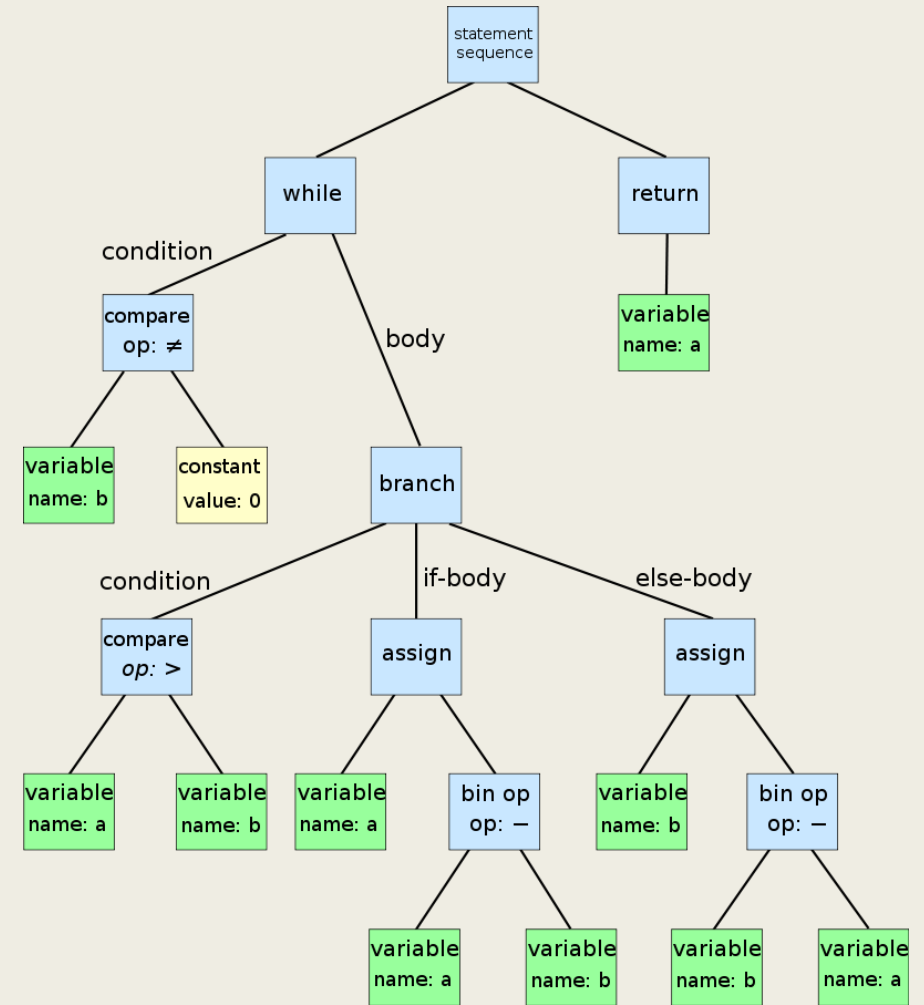 statement
sequence
while
return
condition
compare
op: ≠
body
variable
name: a
variable
name: b
constant
value: 0
branch
condition
if-body
else-body
compare
op: >
assign
assign
variable
name: a
variable
name: b
variable
name: a
bin op
op: −
variable
name: b
bin op
op: −
variable
name: a
variable
name: b
variable
name: b
variable
name: a